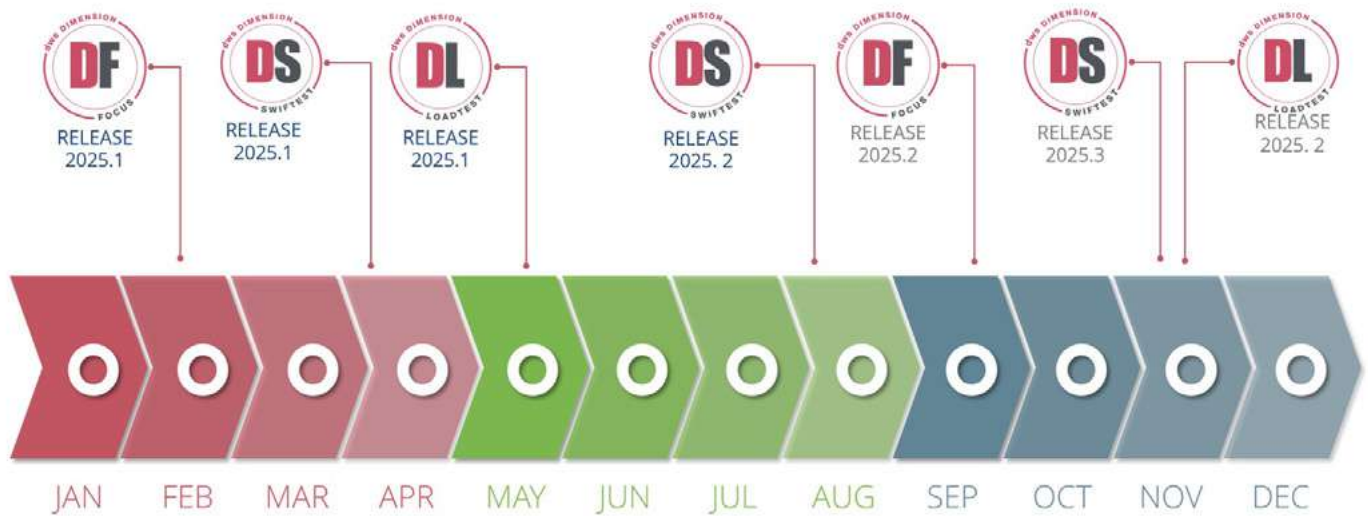 dws DIMENSION
DF
FOCUS
RELEASE
2025.1
dws DIMENSION
DS
SWIFTEST
RELEASE
2025.1
dws DIMENSION
DL
LOADTEST
RELEASE
2025.1
dws DIMENSION
DS
SWIFTEST
RELEASE
2025. 2
dws DIMENSION
DF
FOCUS
RELEASE
2025.2
dws DIMENSION
DS
SWIFTEST
RELEASE
2025.3
dws DIMENSION
DL
LOADTEST
RELEASE
2025. 2
JAN FEB MAR APR MAY JUN JUL AUG SEP OCT NOV DEC